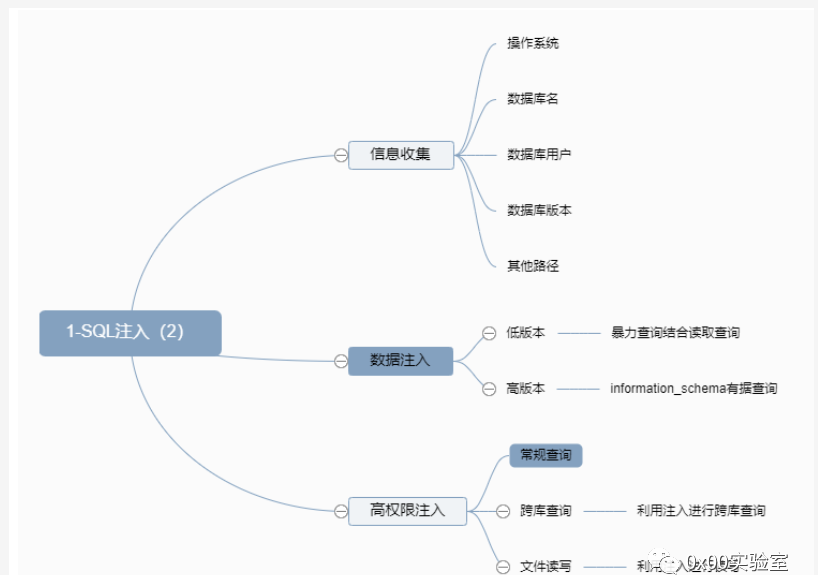 1-SQL注入（2）
信息收集
操作系统
数据库名
数据库用户
数据库版本
其他路径
数据注入
低版本
暴力查询结合读取查询
高版本
information_schema有据查询
高权限注入
常规查询
跨库查询
利用注入进行跨库查询
文件读写
0x00实验室